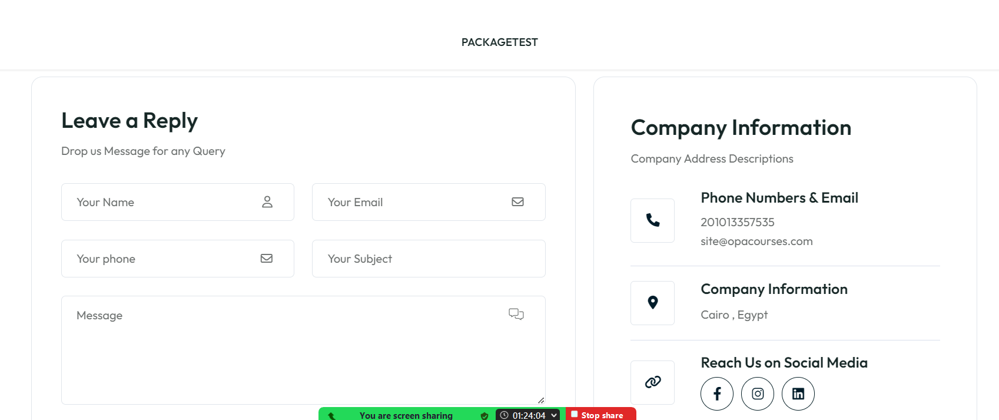 PACKAGETEST
Leave a Reply
Drop us Message for any Query
Your Name
Your Email
Your phone
Your Subject
Message
Company Information
Company Address Descriptions
Phone Numbers & Email
201013357535
site@opacourses.com
Company Information
Cairo , Egypt
Reach Us on Social Media
You are screen sharing
01:24:04
Stop share